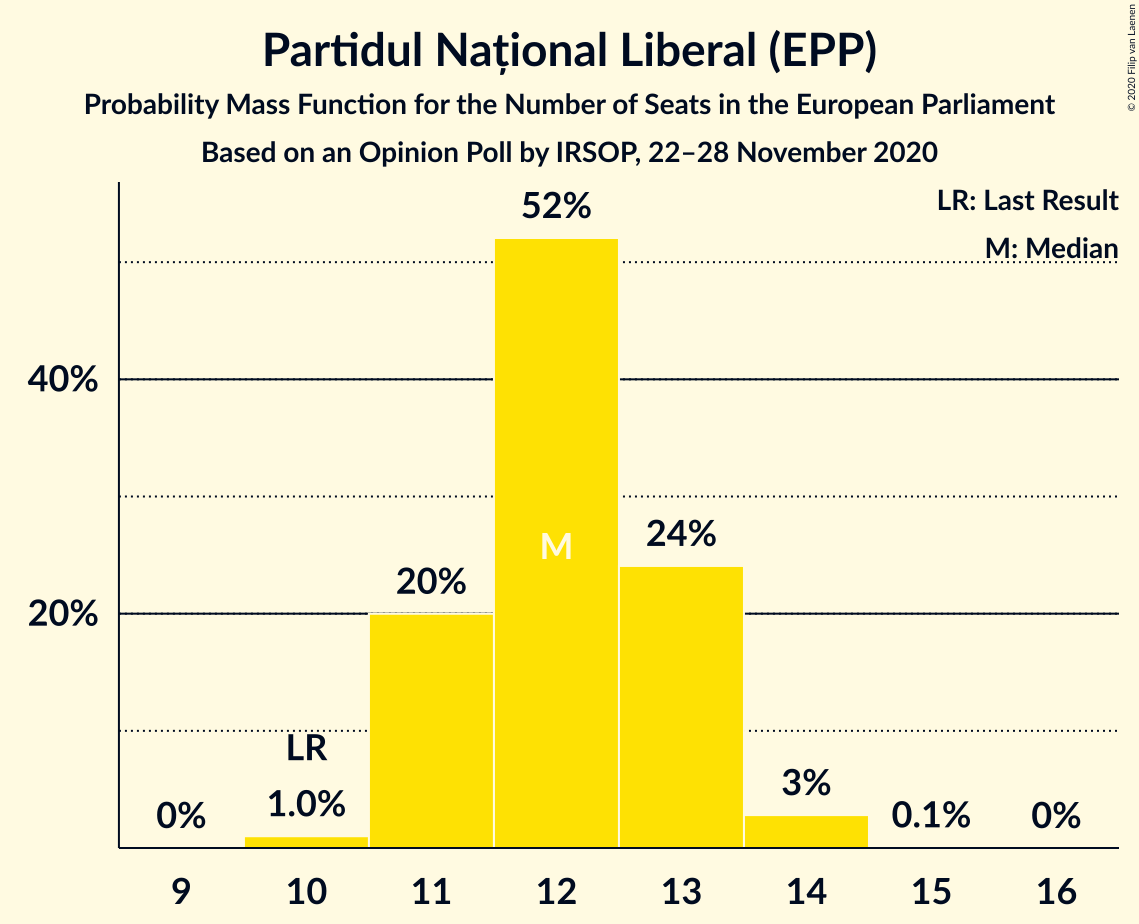 Partidul Național Liberal (EPP)
Probability Mass Function for the Number of Seats in the European Parliament
Based on an Opinion Poll by IRSOP, 22–28 November 2020
© 2020 Filip van Laenen
LR: Last Result
M: Median
52%
40%
24%
M
20%
20%
LR
3%
1.0%
0%
0.1%
0%
9 10 11 12 13 14 15 16